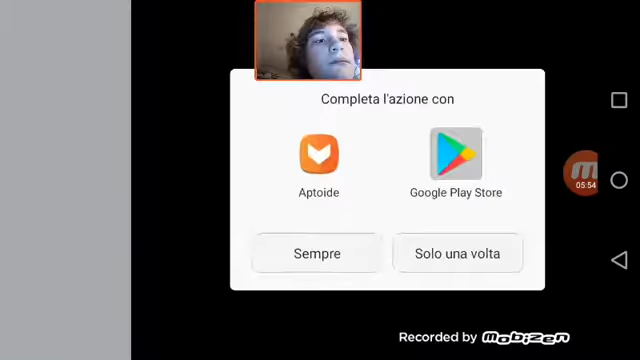 Completa l'azione con
Aptoide
Google Play Store
Sempre
Solo una volta
05:54
Recorded by Mobizen